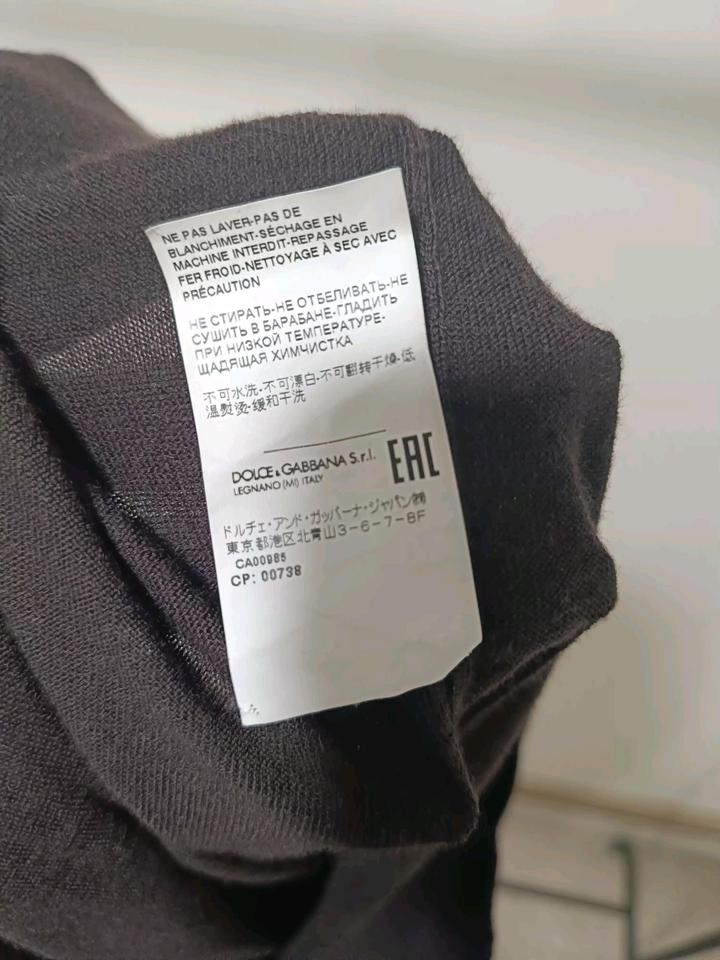 NE PAS LAVER-PAS DE
BLANCHIMENT-SÉCHAGE EN
MACHINE INTERDIT-REPASSAGE
FER FROID-NETTOYAGE À SEC AVEC
PRÉCAUTION
НЕ СТИРАТЬ-НЕ ОТБЕЛИВАТЬ-НЕ
СУШИТЬ В БАРАБАНЕ-ГЛАДИТЬ
ПРИ НИЗКОЙ ТЕМПЕРАТУРЕ-
ЩАДЯЩАЯ ХИМЧИСТКА
不可水洗-不可漂白-不可翻转干燥-低
温熨烫-缓和干洗
DOLCE & GABBANA S.r.l.
LEGNANO (MI) ITALY
EAC
ドルチェ・アンド・ガッバーナ・ジャパン㈱
東京都港区北青山3-6-7-8F
CA00985
CP: 00738